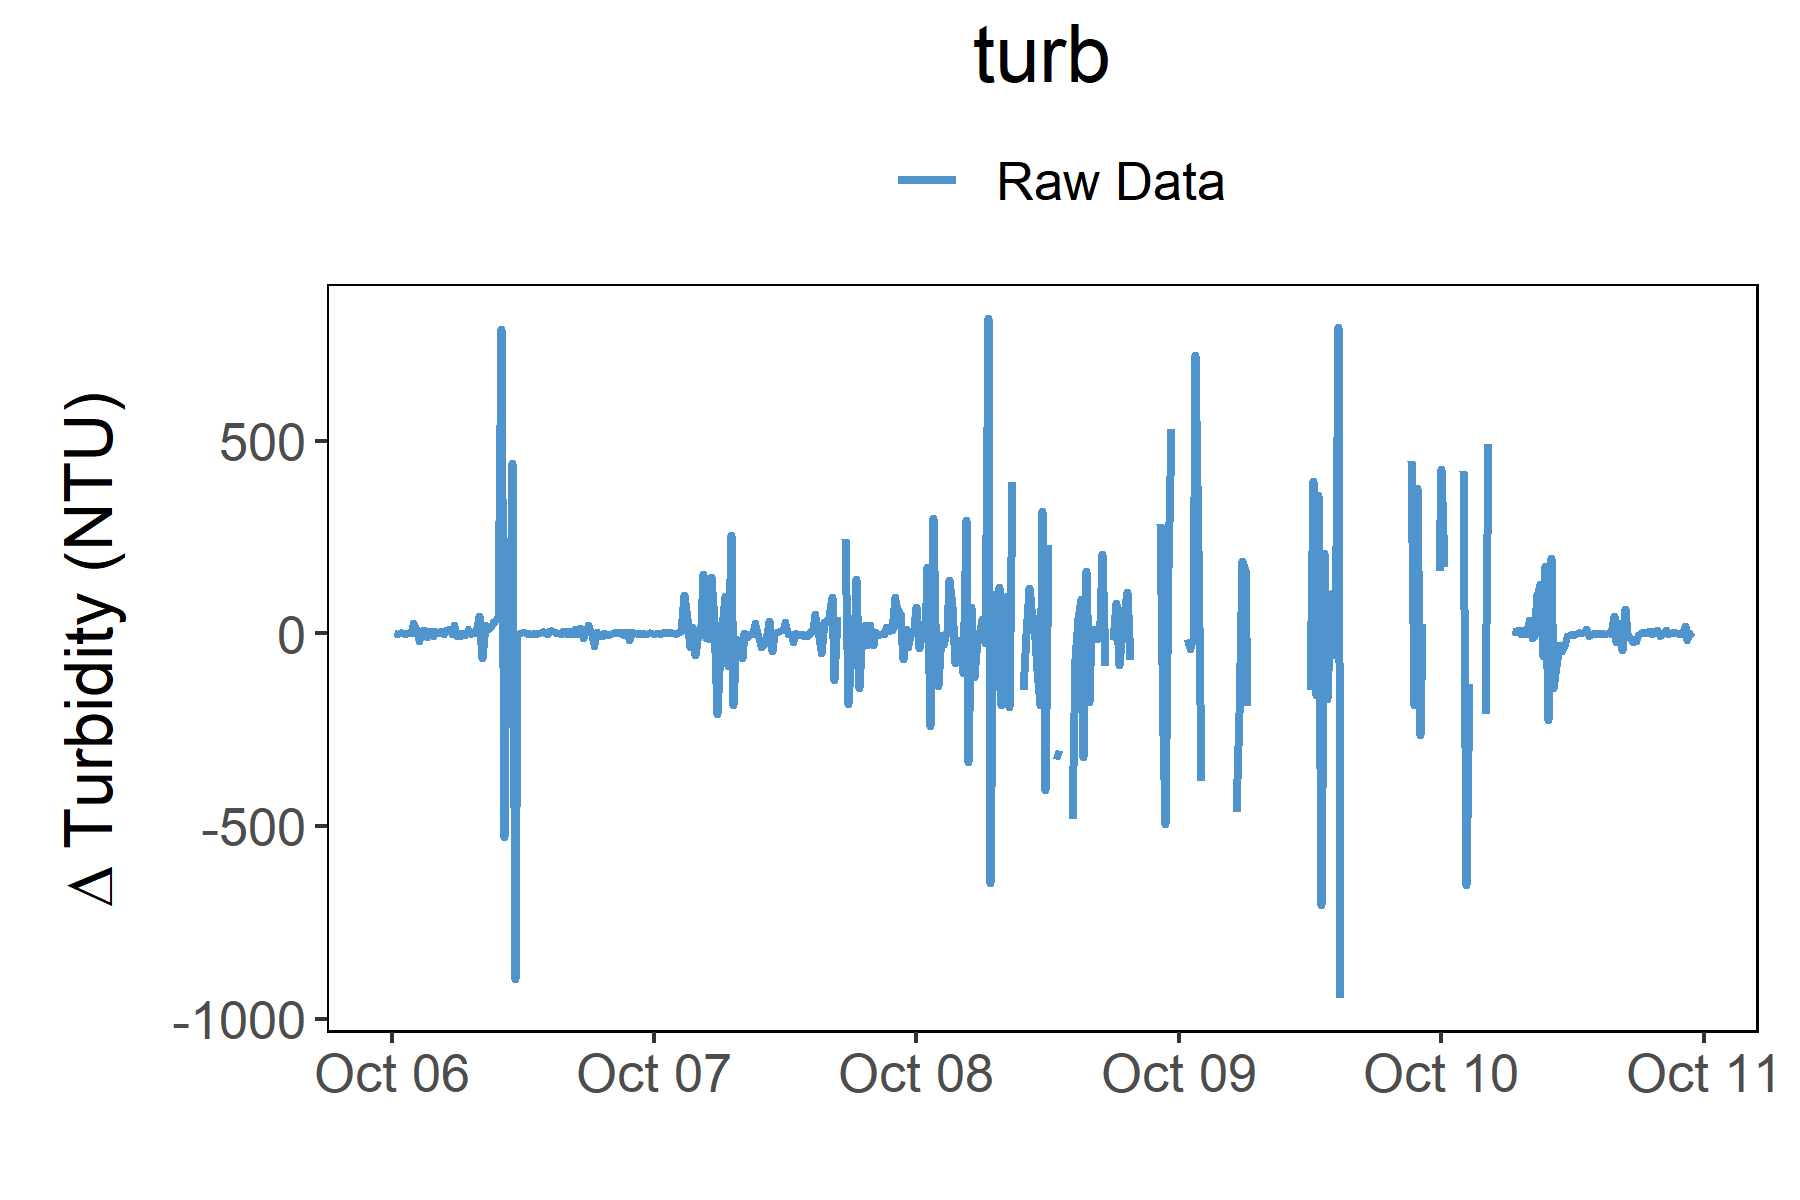 turb
Raw Data
Δ Turbidity (NTU)
500
0
-500
-1000
Oct 06 Oct 07 Oct 08 Oct 09 Oct 10 Oct 11